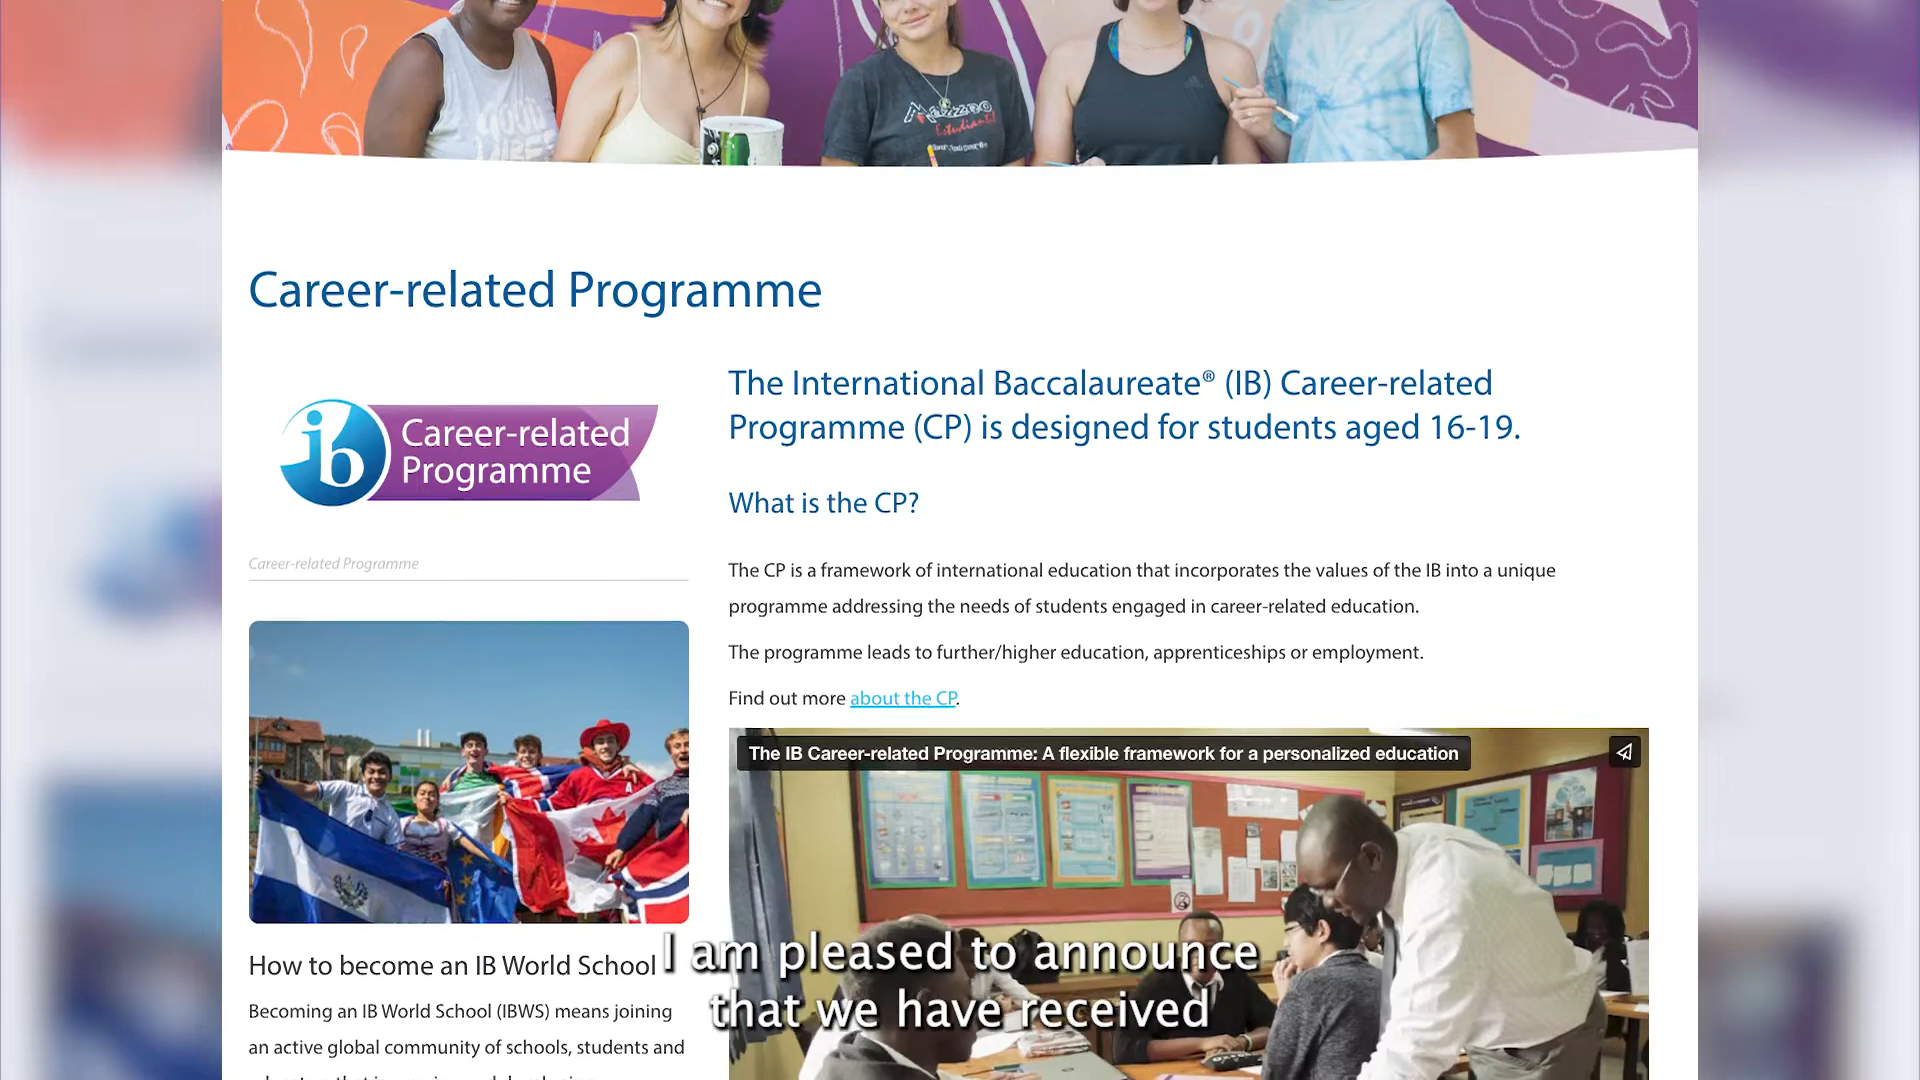 Mazzoo
Estudiantil
Career-related Programme
ib
Career-related
Programme
Career-related Programme
The International Baccalaureate® (IB) Career-related
Programme (CP) is designed for students aged 16-19.
What is the CP?
The CP is a framework of international education that incorporates the values of the IB into a unique
programme addressing the needs of students engaged in career-related education.
The programme leads to further/higher education, apprenticeships or employment.
Find out more about the CP.
The IB Career-related Programme: A flexible framework for a personalized education
How to become an IB World School
Becoming an IB World School (IBWS) means joining
an active global community of schools, students and
I am pleased to announce
that we have received